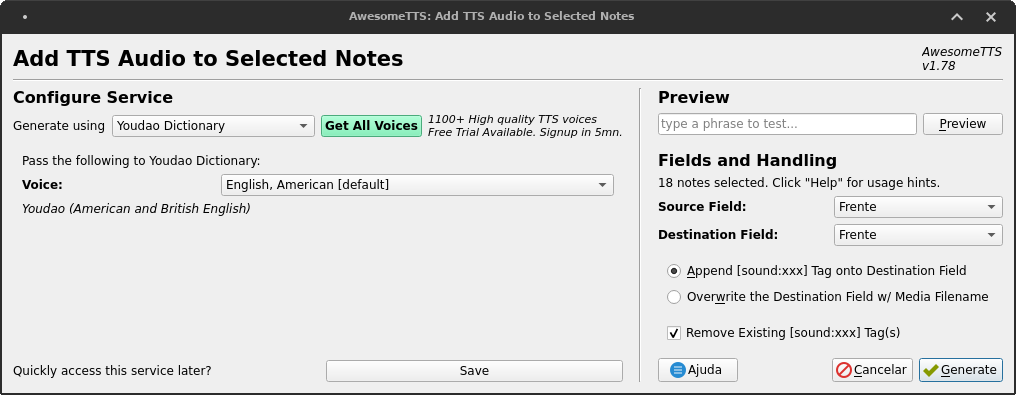 AwesomeTTS: Add TTS Audio to Selected Notes
Add TTS Audio to Selected Notes
AwesomeTTS
v1.78
Configure Service
Generate using
Youdao Dictionary
Get All Voices
1100+ High quality TTS voices
Free Trial Available. Signup in 5mn.
Pass the following to Youdao Dictionary:
Voice:
English, American [default]
Youdao (American and British English)
Quickly access this service later?
Save
Preview
type a phrase to test...
Preview
Fields and Handling
18 notes selected. Click "Help" for usage hints.
Source Field:
Frente
Destination Field:
Frente
Append [sound:xxx] Tag onto Destination Field
Overwrite the Destination Field w/ Media Filename
Remove Existing [sound:xxx] Tag(s)
Ajuda
Cancelar
Generate